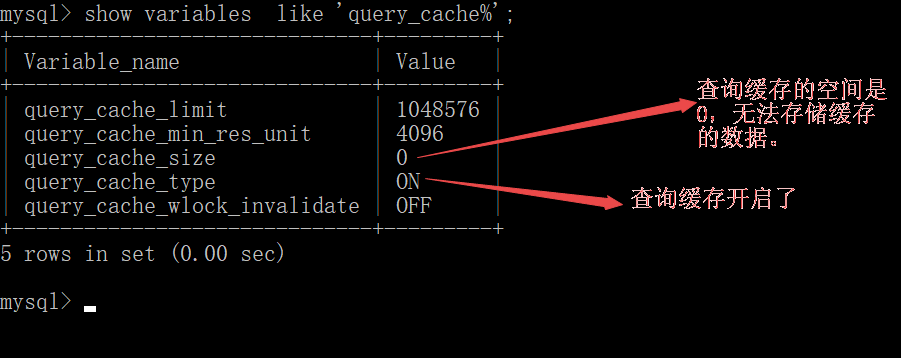 mysql> show variables  like 'query_cache%';
+------------------------------+---------+
| Variable_name                | Value   |
+------------------------------+---------+
| query_cache_limit            | 1048576 |
| query_cache_min_res_unit     | 4096    |
| query_cache_size             | 0       |
| query_cache_type             | ON      |
| query_cache_wlock_invalidate | OFF     |
+------------------------------+---------+
5 rows in set (0.00 sec)
mysql>
查询缓存的空间是
0，无法存储缓存
的数据。
查询缓存开启了